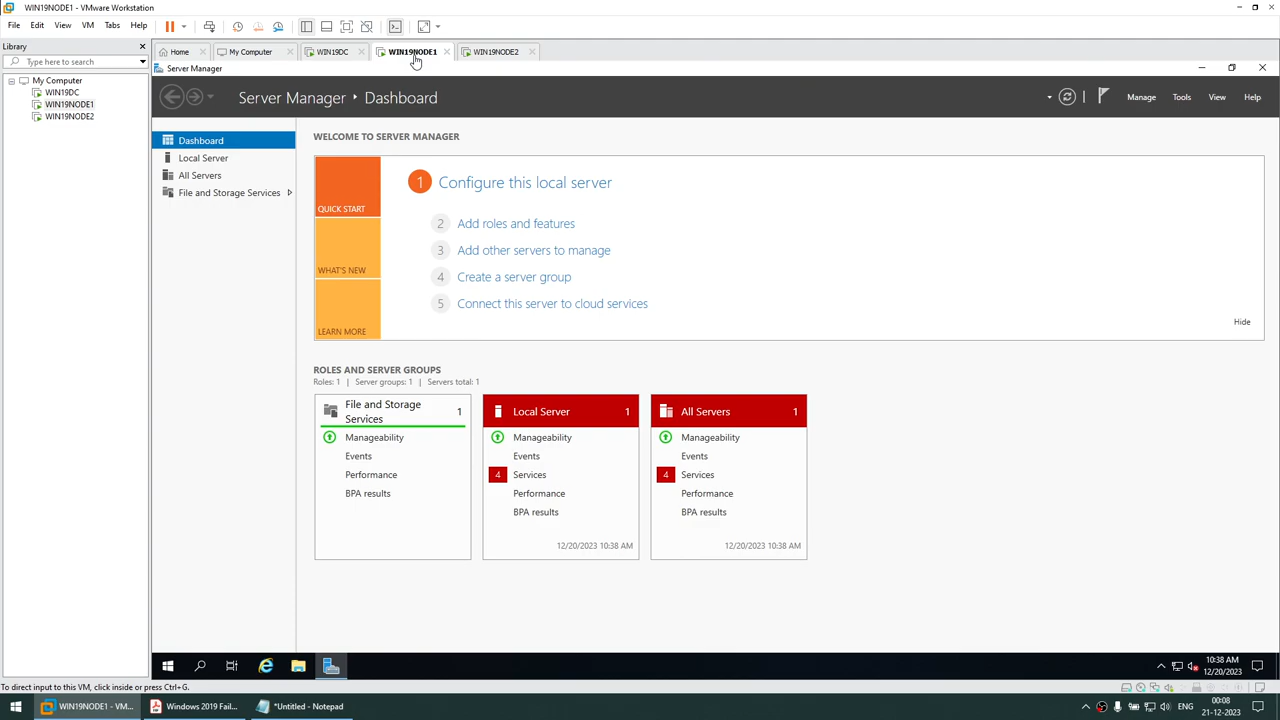 WIN19NODE1 - VMware Workstation
File Edit View VM Tabs Help
Library
Type here to search
My Computer
WIN19DC
WIN19NODE1
WIN19NODE2
Home My Computer WIN19DC WIN19NODE1 WIN19NODE2
Server Manager
Server Manager Dashboard
Manage Tools View Help
Dashboard
Local Server
All Servers
File and Storage Services
WELCOME TO SERVER MANAGER
QUICK START
WHAT'S NEW
LEARN MORE
1 Configure this local server
2 Add roles and features
3 Add other servers to manage
4 Create a server group
5 Connect this server to cloud services
Hide
ROLES AND SERVER GROUPS
Roles: 1 | Server groups: 1 | Servers total: 1
File and Storage
Services
1
Manageability
Events
Performance
BPA results
Local Server 1
Manageability
Events
4 Services
Performance
BPA results
12/20/2023 10:38 AM
All Servers 1
Manageability
Events
4 Services
Performance
BPA results
12/20/2023 10:38 AM
10:38 AM
12/20/2023
To direct input to this VM, click inside or press Ctrl+G.
WIN19NODE1 - VM... Windows 2019 Fail... *Untitled - Notepad
ENG
00:08
21-12-2023